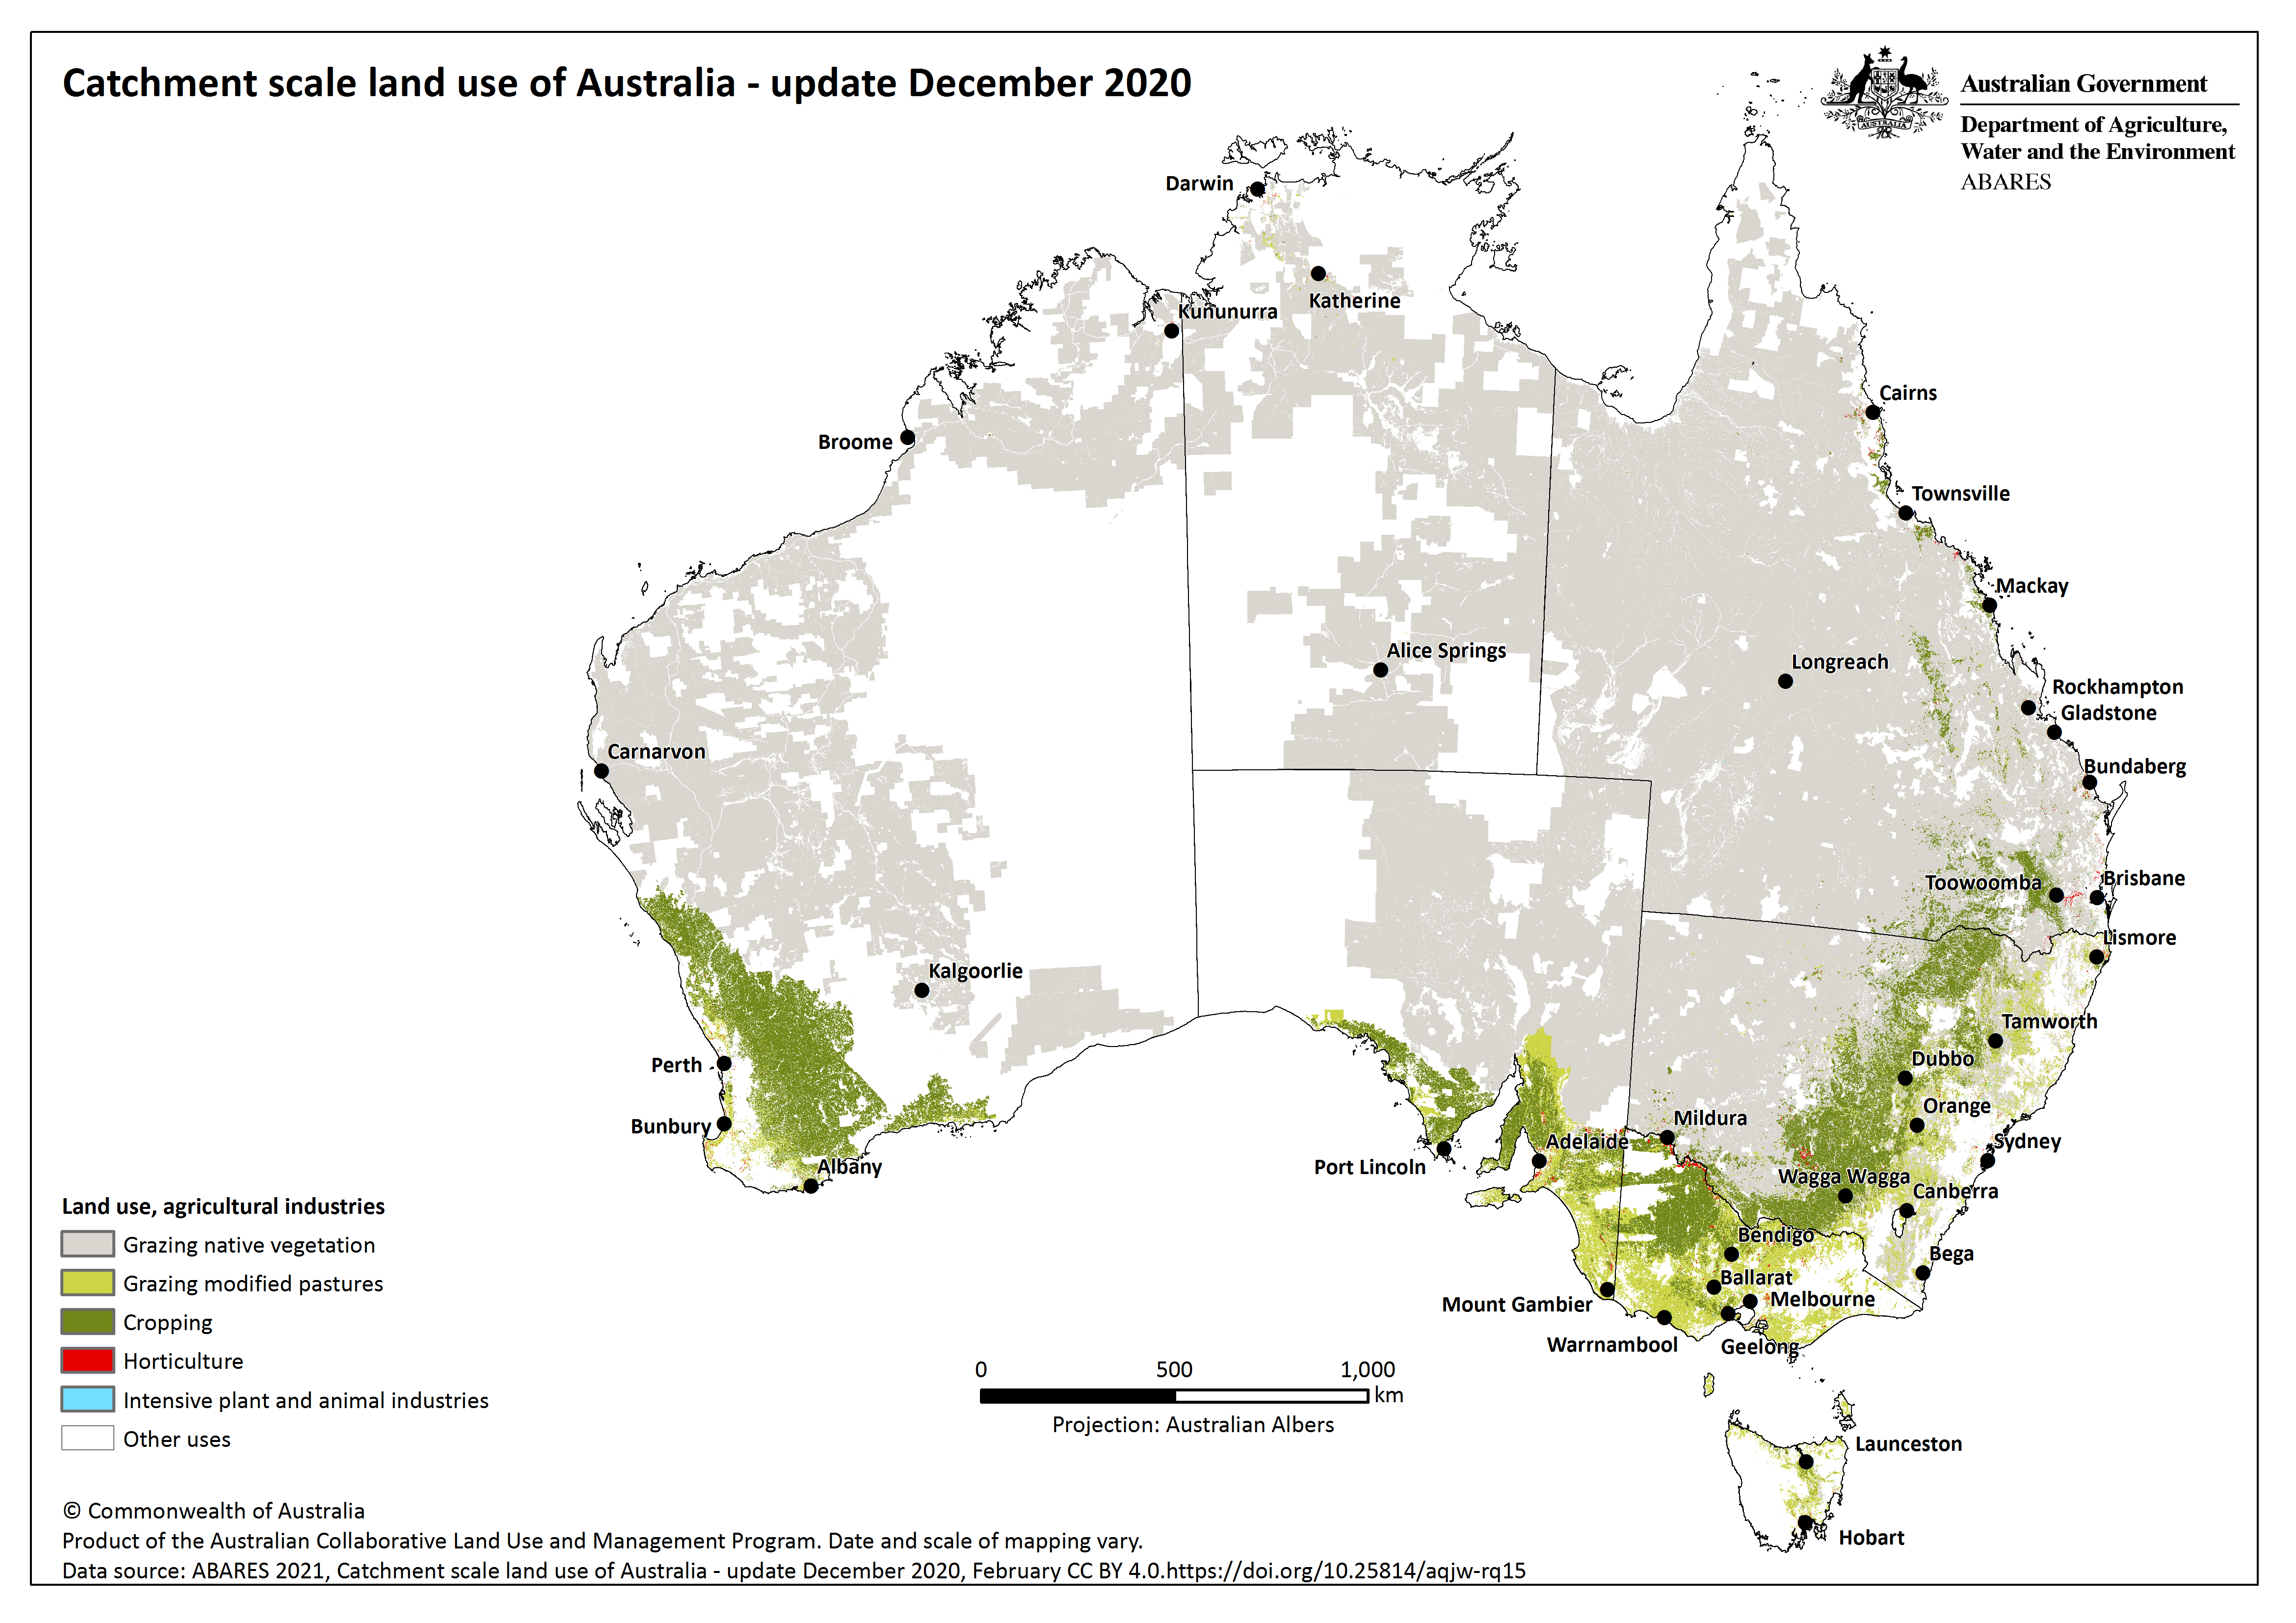 Catchment scale land use of Australia - update December 2020
Australian Government
Department of Agriculture,
Water and the Environment
ABARES
AUSTRALIA
Darwin
Katherine
Kununurra
Cairns
Broome
Townsville
Mackay
Alice Springs
Longreach
Rockhampton
Gladstone
Carnarvon
Bundaberg
Toowoomba
Brisbane
Lismore
Kalgoorlie
Tamworth
Dubbo
Perth
Orange
Mildura
Bunbury
Adelaide
Sydney
Port Lincoln
Albany
Wagga Wagga
Canberra
Bendigo
Bega
Ballarat
Mount Gambier
Melbourne
Warrnambool
Geelong
Launceston
Hobart
Land use, agricultural industries
Grazing native vegetation
Grazing modified pastures
Cropping
Horticulture
Intensive plant and animal industries
Other uses
0 500 1,000
km
Projection: Australian Albers
© Commonwealth of Australia
Product of the Australian Collaborative Land Use and Management Program. Date and scale of mapping vary.
Data source: ABARES 2021, Catchment scale land use of Australia - update December 2020, February CC BY 4.0.https://doi.org/10.25814/aqjw-rq15